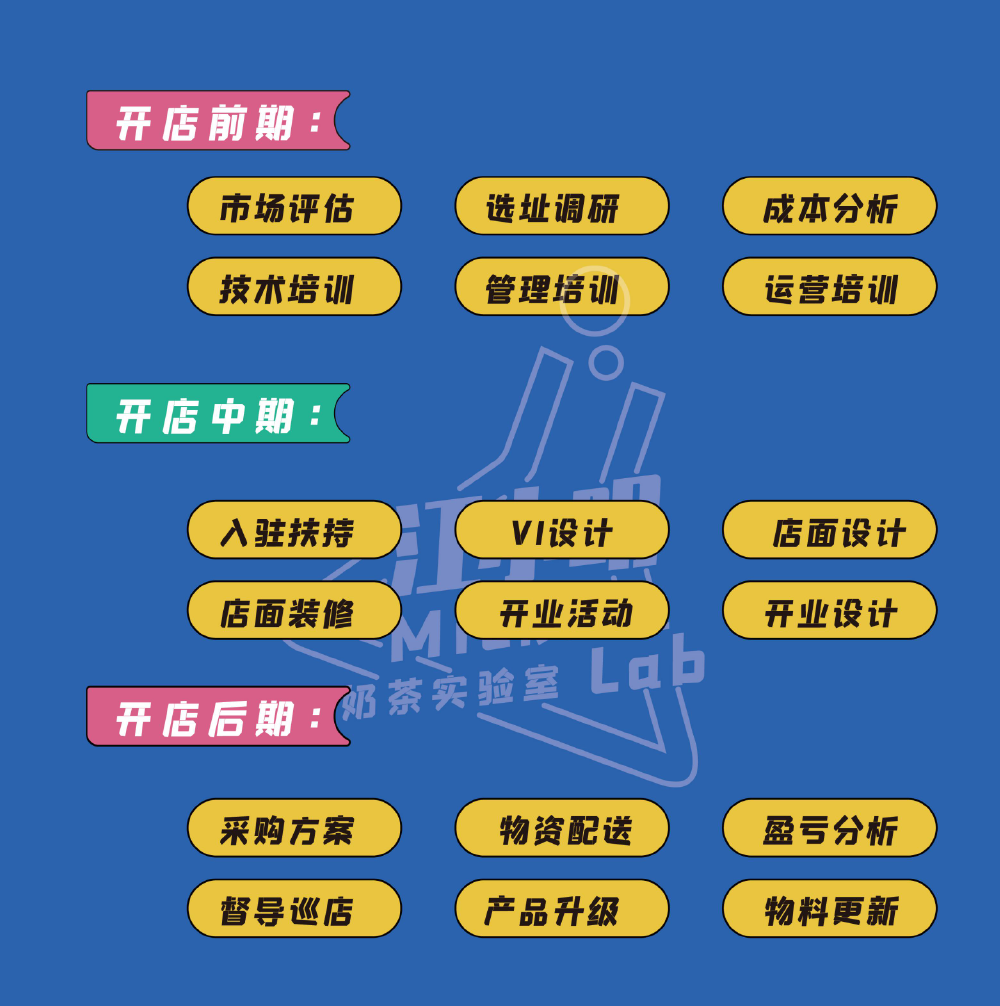 开店前期：
市场评估 选址调研 成本分析
技术培训 管理培训 运营培训
开店中期：
入驻扶持 VI设计 店面设计
店面装修 开业活动 开业设计
Lab
奶茶实验室
开店后期：
采购方案 物资配送 盈亏分析
督导巡店 产品升级 物料更新